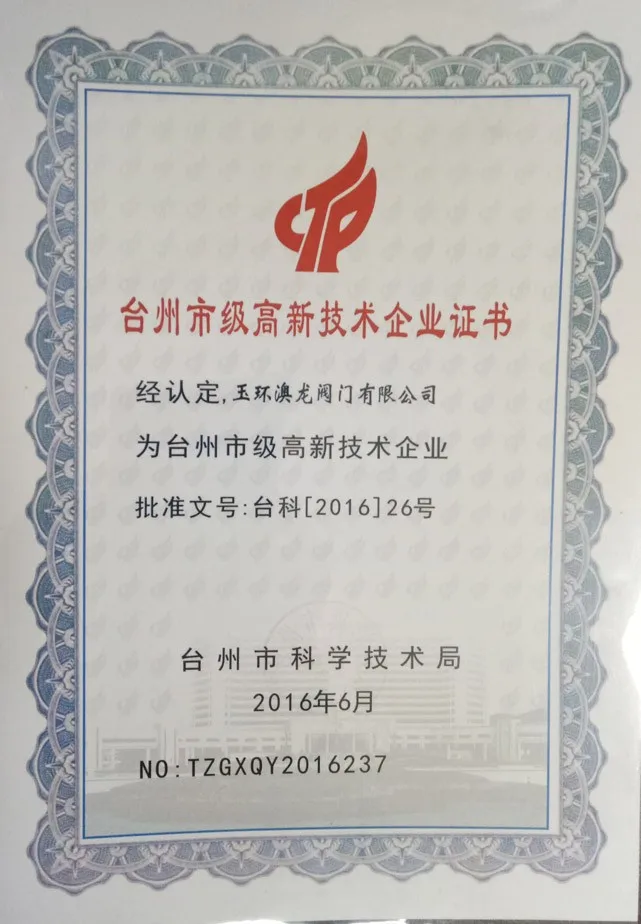 台州市级高新技术企业证书
经认定,玉环澳龙阀门有限公司
为台州市级高新技术企业
批准文号:台科[2016]26号
台州市科学技术局
2016年6月
NO:TZGXQY2016237